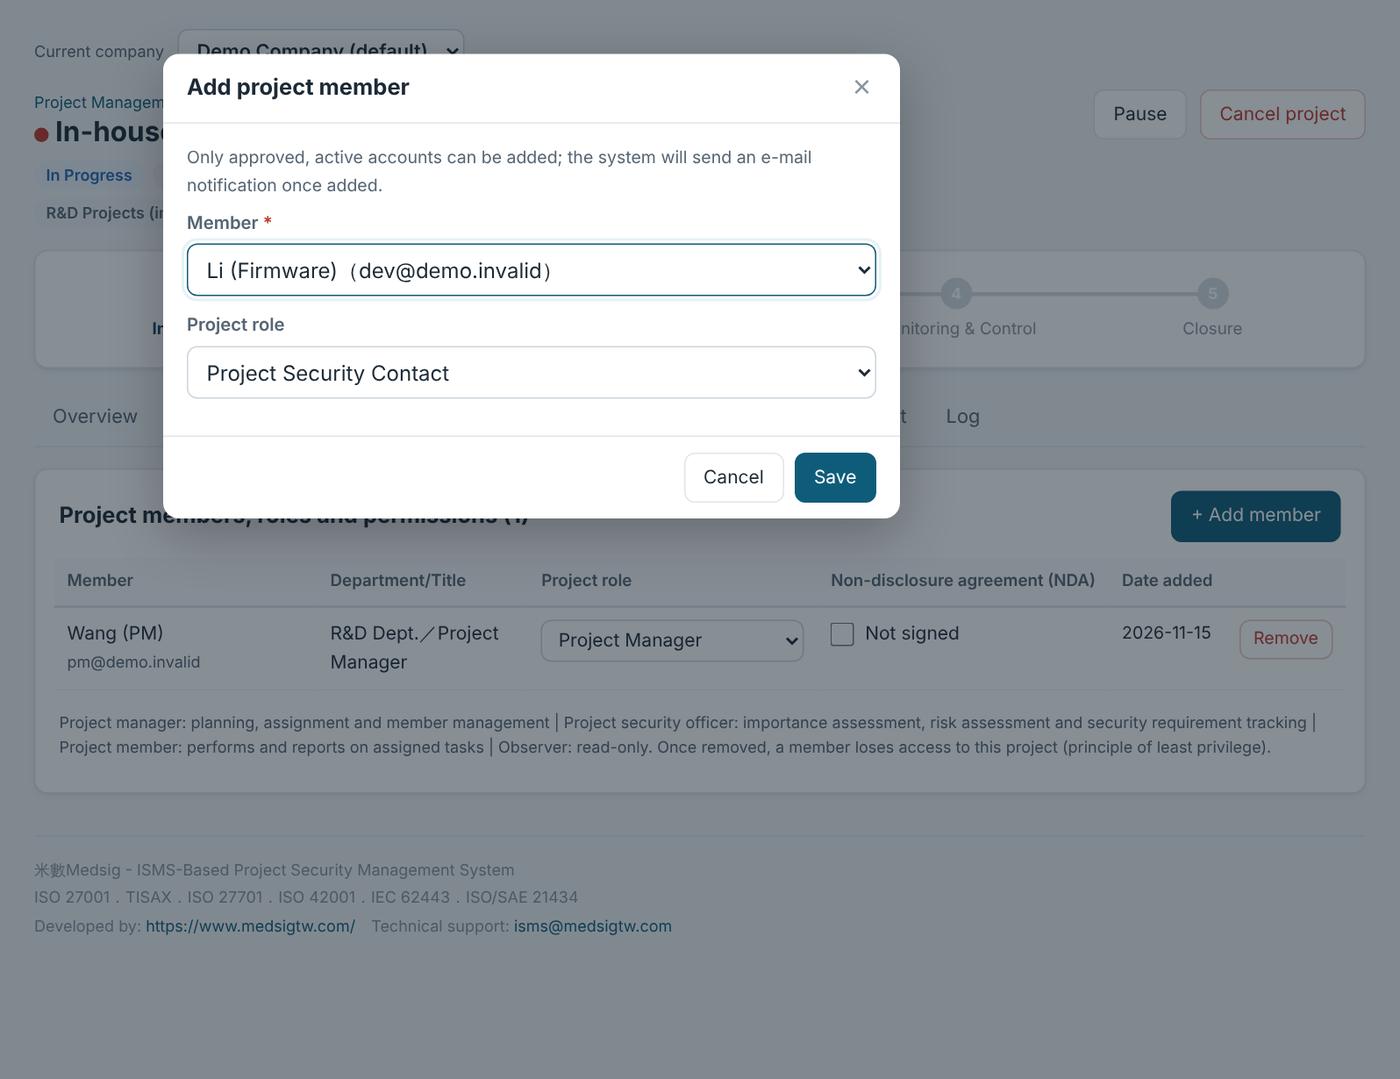 Current company
Demo Company (default)
Add project member
×
Project Managem
In-house
Pause
Cancel project
In Progress
R&D Projects (in
Only approved, active accounts can be added; the system will send an e-mail
notification once added.
Member *
Li (Firmware)（dev@demo.invalid）
Project role
Project Security Contact
4
5
nitoring & Control
Closure
Overview
Log
Cancel
Save
Project members, roles and permissions (1)
+ Add member
Member
Department/Title
Project role
Non-disclosure agreement (NDA)
Date added
Wang (PM)
pm@demo.invalid
R&D Dept.／Project
Manager
Project Manager
Not signed
2026-11-15
Remove
Project manager: planning, assignment and member management | Project security officer: importance assessment, risk assessment and security requirement tracking |
Project member: performs and reports on assigned tasks | Observer: read-only. Once removed, a member loses access to this project (principle of least privilege).
米數Medsig - ISMS-Based Project Security Management System
ISO 27001 . TISAX . ISO 27701 . ISO 42001 . IEC 62443 . ISO/SAE 21434
Developed by: https://www.medsigtw.com/ Technical support: isms@medsigtw.com